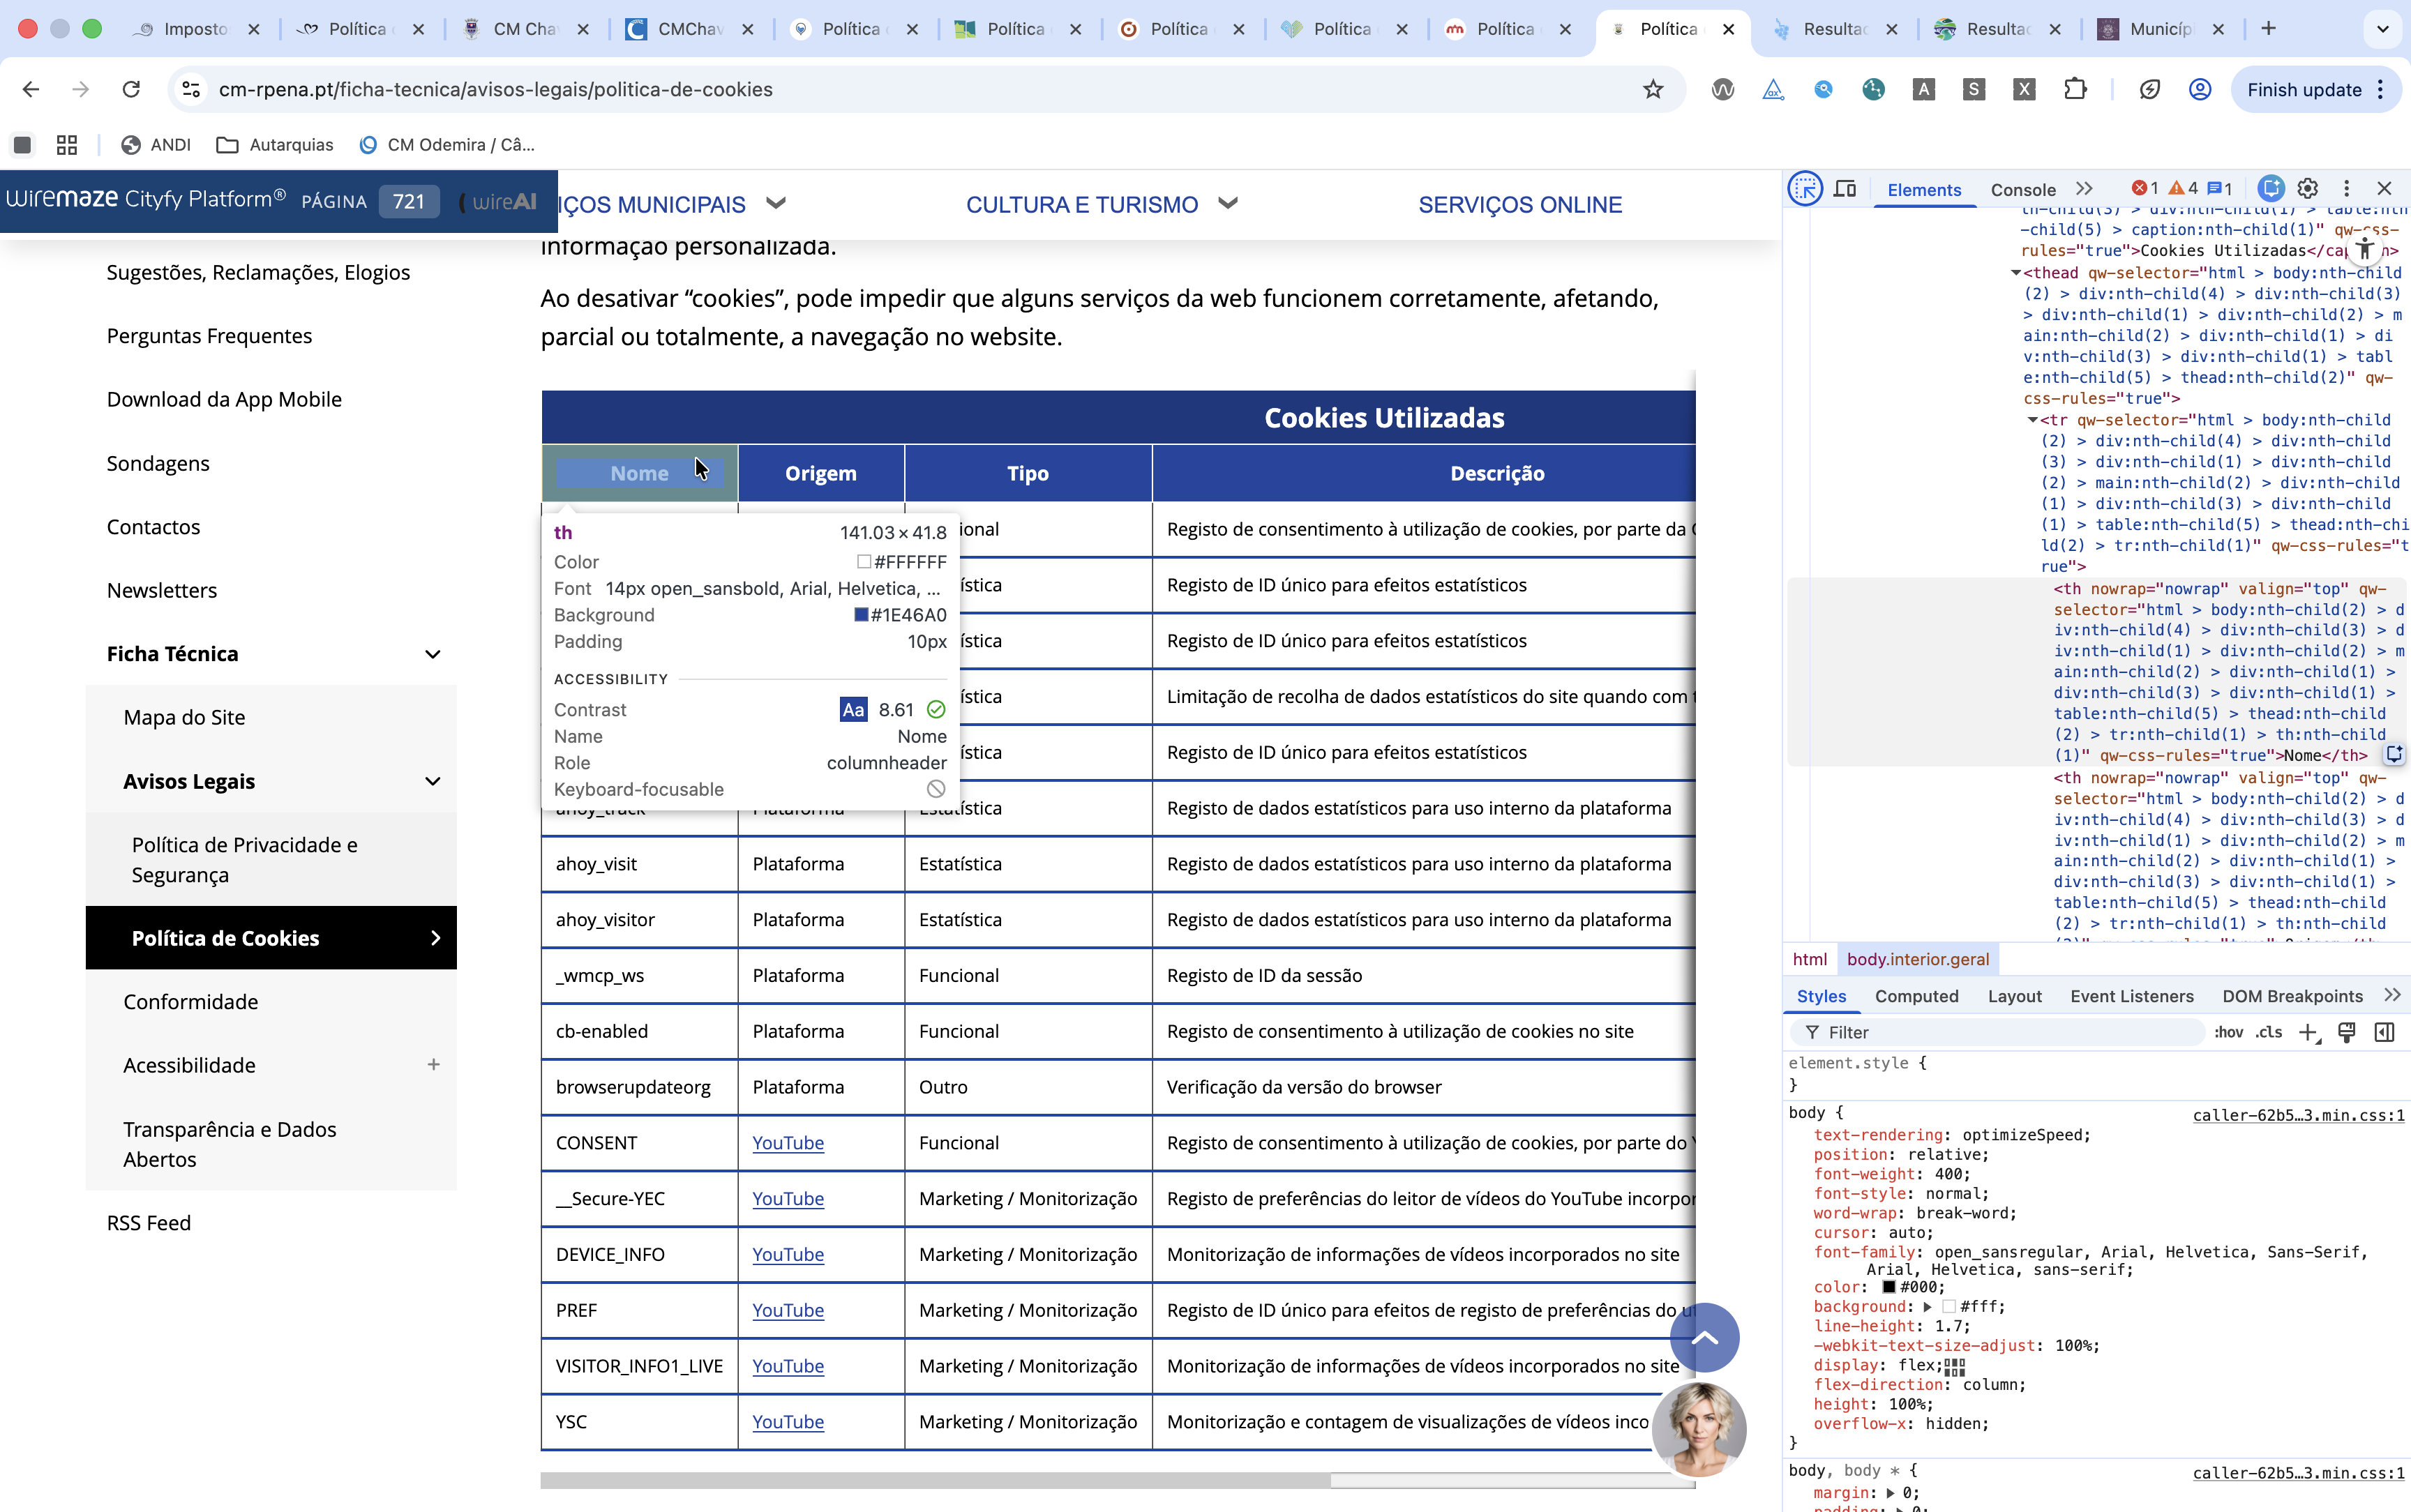 Imposto
Política
CM Cha
CMChav
Política
Política
Política
Política
Política
Política
Resultad
Resultad
Municíp
cm-rpena.pt/ficha-tecnica/avisos-legais/politica-de-cookies
Finish update
ANDI
Autarquias
CM Odemira / Câ...
wiremaze Cityfy Platform®
PÁGINA
721
wireAI
IÇOS MUNICIPAIS
CULTURA E TURISMO
SERVIÇOS ONLINE
Sugestões, Reclamações, Elogios
Perguntas Frequentes
Download da App Mobile
Sondagens
Contactos
Newsletters
Ficha Técnica
Mapa do Site
Avisos Legais
Política de Privacidade e
Segurança
Política de Cookies
Conformidade
Acessibilidade
Transparência e Dados
Abertos
RSS Feed
informação personalizada.
Ao desativar “cookies”, pode impedir que alguns serviços da web funcionem corretamente, afetando,
parcial ou totalmente, a navegação no website.
Cookies Utilizadas
Nome Origem Tipo Descrição
ional Registo de consentimento à utilização de cookies, por parte da
ística Registo de ID único para efeitos estatísticos
ística Registo de ID único para efeitos estatísticos
ística Limitação de recolha de dados estatísticos do site quando com
ística Registo de ID único para efeitos estatísticos
ahoy_track Plataforma Estatística Registo de dados estatísticos para uso interno da plataforma
ahoy_visit Plataforma Estatística Registo de dados estatísticos para uso interno da plataforma
ahoy_visitor Plataforma Estatística Registo de dados estatísticos para uso interno da plataforma
_wmcp_ws Plataforma Funcional Registo de ID da sessão
cb-enabled Plataforma Funcional Registo de consentimento à utilização de cookies no site
browserupdateorg Plataforma Outro Verificação da versão do browser
CONSENT YouTube Funcional Registo de consentimento à utilização de cookies, por parte do
__Secure-YEC YouTube Marketing / Monitorização Registo de preferências do leitor de vídeos do YouTube incorpor
DEVICE_INFO YouTube Marketing / Monitorização Monitorização de informações de vídeos incorporados no site
PREF YouTube Marketing / Monitorização Registo de ID único para efeitos de registo de preferências do
VISITOR_INFO1_LIVE YouTube Marketing / Monitorização Monitorização de informações de vídeos incorporados no site
YSC YouTube Marketing / Monitorização Monitorização e contagem de visualizações de vídeos inco
th 141.03×41.8
Color #FFFFFF
Font 14px open_sansbold, Arial, Helvetica, ...
Background #1E46A0
Padding 10px
ACCESSIBILITY
Contrast Aa 8.61
Name Nome
Role columnheader
Keyboard-focusable
Elements
Console
1 4 1
th-child(3) > div:nth-child(1) > table:nth
-child(5) > caption:nth-child(1)" qw-css-
rules="true">Cookies Utilizadas</cap
<thead qw-selector="html > body:nth-child
(2) > div:nth-child(4) > div:nth-child(3)
> div:nth-child(1) > div:nth-child(2) > m
ain:nth-child(2) > div:nth-child(1) > di
v:nth-child(3) > div:nth-child(1) > tabl
e:nth-child(5) > thead:nth-child(2)" qw-
css-rules="true">
<tr qw-selector="html > body:nth-child
(2) > div:nth-child(4) > div:nth-child
(3) > div:nth-child(1) > div:nth-child
(2) > main:nth-child(2) > div:nth-child
(1) > div:nth-child(3) > div:nth-child
(1) > table:nth-child(5) > thead:nth-chi
ld(2) > tr:nth-child(1)" qw-css-rules="t
rue">
<th nowrap="nowrap" valign="top" qw-
selector="html > body:nth-child(2) > d
iv:nth-child(4) > div:nth-child(3) > d
iv:nth-child(1) > div:nth-child(2) > m
ain:nth-child(2) > div:nth-child(1) >
div:nth-child(3) > div:nth-child(1) >
table:nth-child(5) > thead:nth-child
(2) > tr:nth-child(1) > th:nth-child
(1)" qw-css-rules="true">Nome</th>
<th nowrap="nowrap" valign="top" qw-
selector="html > body:nth-child(2) > d
iv:nth-child(4) > div:nth-child(3) > d
iv:nth-child(1) > div:nth-child(2) > m
ain:nth-child(2) > div:nth-child(1) >
div:nth-child(3) > div:nth-child(1) >
table:nth-child(5) > thead:nth-child
(2) > tr:nth-child(1) > th:nth-child
html
body.interior.geral
Styles
Computed
Layout
Event Listeners
DOM Breakpoints
Filter
:hov .cls
element.style {
}
body { caller-62b5…3.min.css:1
text-rendering: optimizeSpeed;
position: relative;
font-weight: 400;
font-style: normal;
word-wrap: break-word;
cursor: auto;
font-family: open_sansregular, Arial, Helvetica, Sans-Serif,
Arial, Helvetica, sans-serif;
color: #000;
background: #fff;
line-height: 1.7;
-webkit-text-size-adjust: 100%;
display: flex;
flex-direction: column;
height: 100%;
overflow-x: hidden;
}
body, body * { caller-62b5…3.min.css:1
margin: 0;
padding: 0;